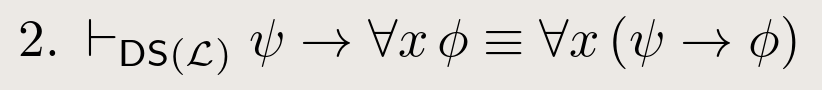 2. ⊢DS(ℒ) ψ → ∀x ϕ ≡ ∀x (ψ → ϕ)